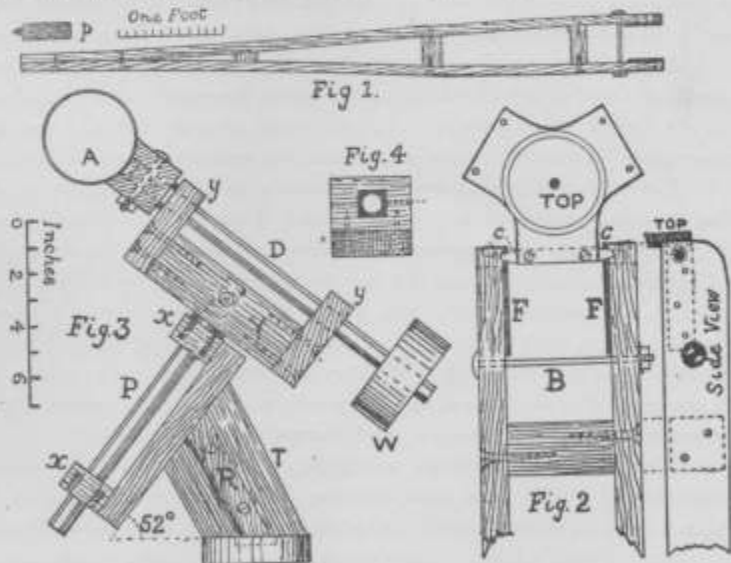 P
One Foot
Fig 1.
A
y
D
y
Fig. 4
0
2
4
6
Inches
Fig. 3
x
P
x
52°
R
T
W
TOP
c
c
F
F
B
Fig. 2
TOP
Side View